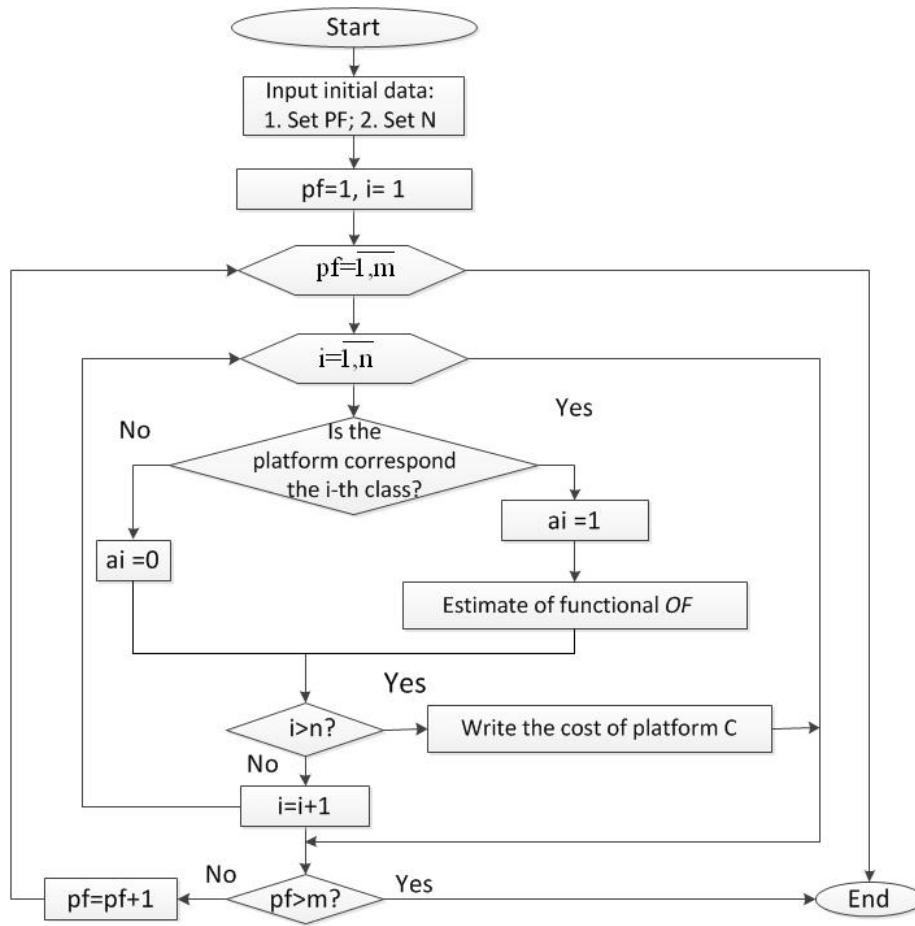 Start
Input initial data:
1. Set PF; 2. Set N
pf=1, i= 1
pf=1,m
i=1,n
No
Yes
Is the
platform correspond
the i-th class?
ai =1
ai =0
Estimate of functional OF
Yes
i>n?
Write the cost of platform C
No
i=i+1
No
Yes
pf=pf+1
pf>m?
End